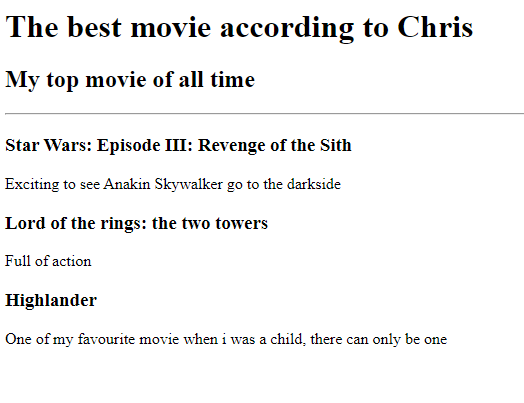 The best movie according to Chris
My top movie of all time
Star Wars: Episode III: Revenge of the Sith
Exciting to see Anakin Skywalker go to the darkside
Lord of the rings: the two towers
Full of action
Highlander
One of my favourite movie when i was a child, there can only be one